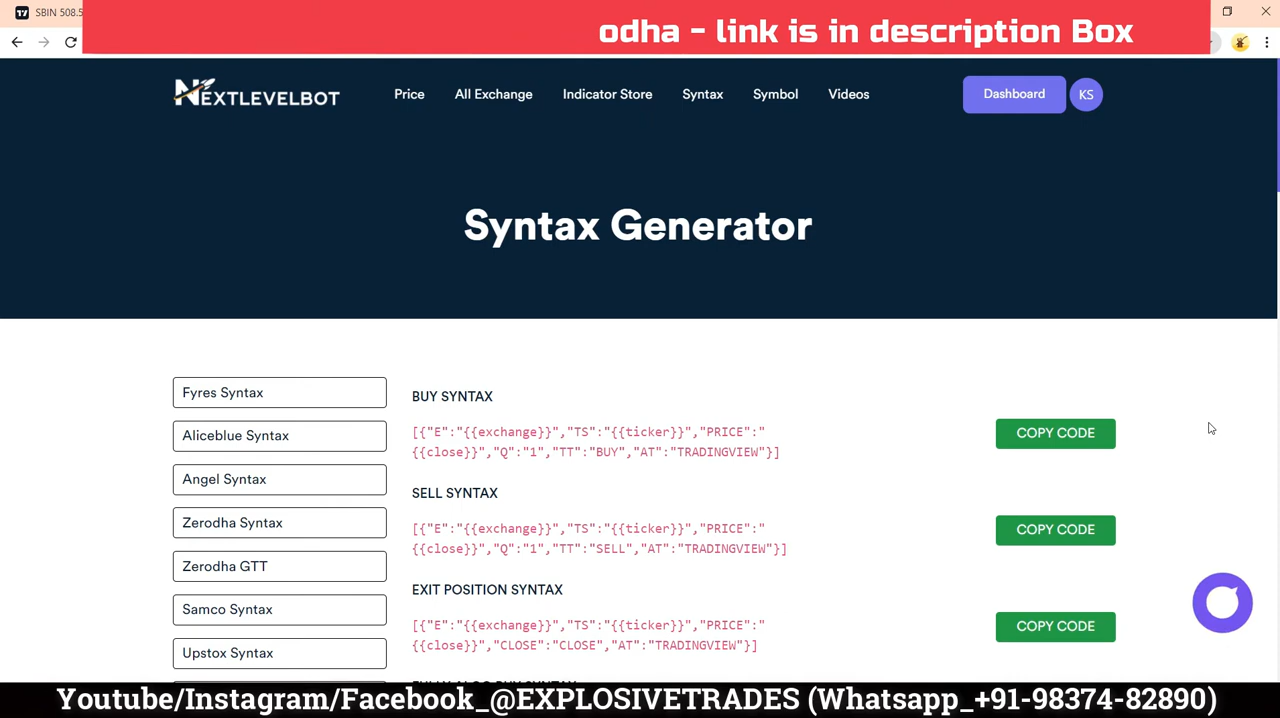 SBIN 508.5
odha - link is in description Box
NEXTLEVELBOT
Price
All Exchange
Indicator Store
Syntax
Symbol
Videos
Dashboard
KS
Syntax Generator
Fyres Syntax
Aliceblue Syntax
Angel Syntax
Zerodha Syntax
Zerodha GTT
Samco Syntax
Upstox Syntax
BUY SYNTAX
[{"E":"{{exchange}}","TS":"{{ticker}}","PRICE":"
{{close}}","Q":"1","TT":"BUY","AT":"TRADINGVIEW"}]
COPY CODE
SELL SYNTAX
[{"E":"{{exchange}}","TS":"{{ticker}}","PRICE":"
{{close}}","Q":"1","TT":"SELL","AT":"TRADINGVIEW"}]
COPY CODE
EXIT POSITION SYNTAX
[{"E":"{{exchange}}","TS":"{{ticker}}","PRICE":"
{{close}}","CLOSE":"CLOSE","AT":"TRADINGVIEW"}]
COPY CODE
Youtube/Instagram/Facebook_@EXPLOSIVETRADES (Whatsapp_+91-98374-82890)